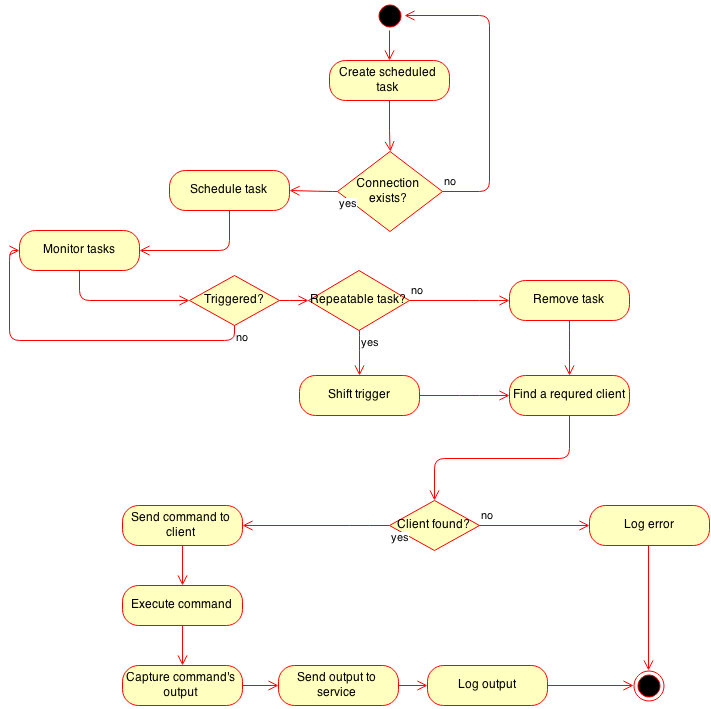 Create scheduled
task
Connection
exists?
no
yes
Schedule task
Monitor tasks
Triggered?
no
Repeatable task?
no
yes
Remove task
Shift trigger
Find a requred client
Client found?
no
yes
Send command to
client
Log error
Execute command
Capture command's
output
Send output to
service
Log output